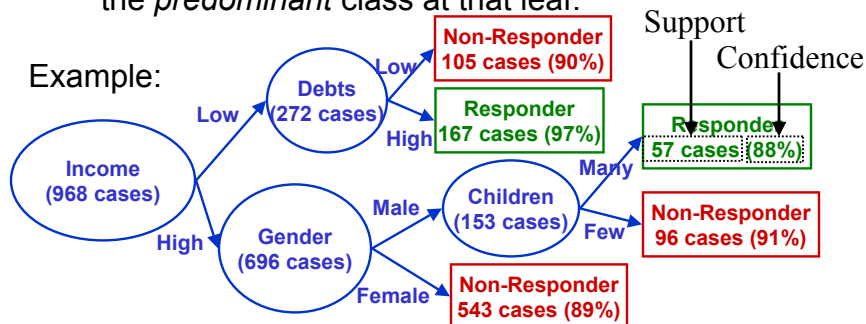 the predominant class at that leaf.
Example:
Support
Confidence
Income
(968 cases)
Low
High
Debts
(272 cases)
Low
High
Non-Responder
105 cases (90%)
Responder
167 cases (97%)
Gender
(696 cases)
Male
Female
Children
(153 cases)
Many
Few
Responde
57 cases (88%)
Non-Responder
96 cases (91%)
Non-Responder
543 cases (89%)